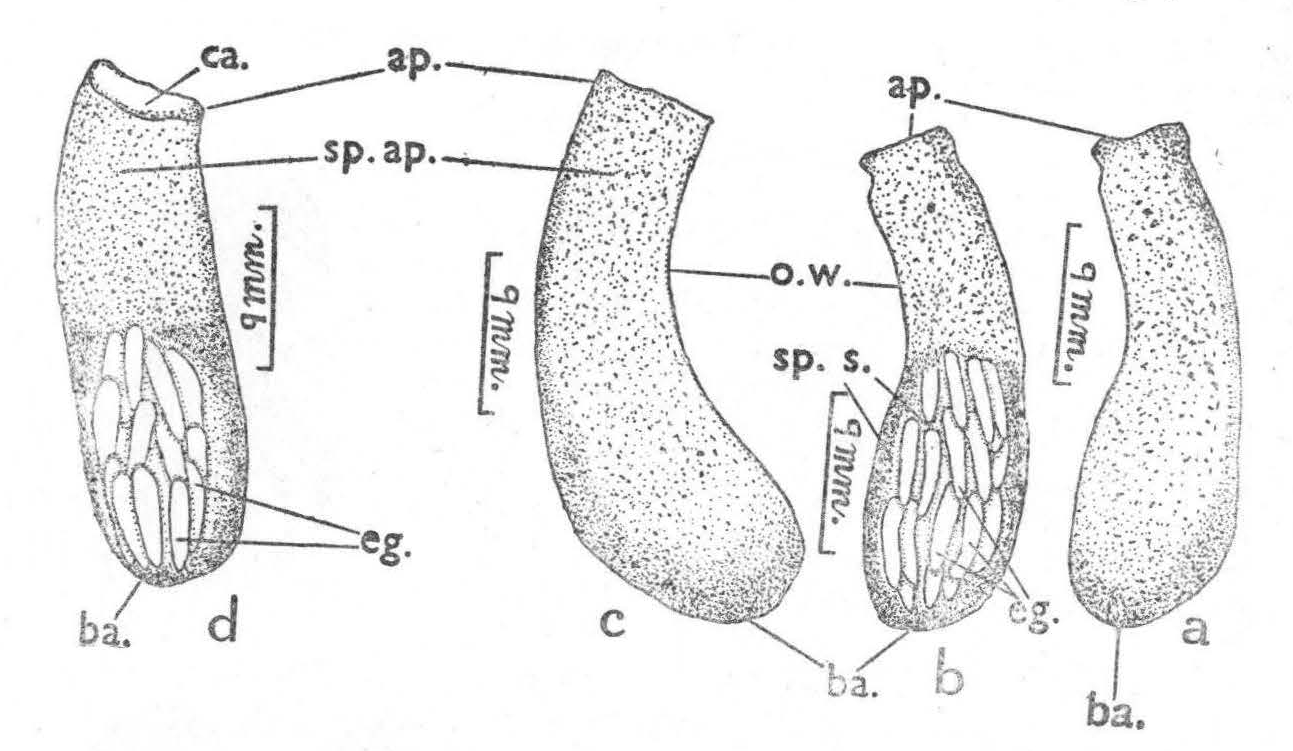 ca.
ap.
ap.
sp. ap.
9 mm.
9 mm.
o.w.
9 mm.
sp. s.
9 mm.
eg.
eg.
ba.
d
c
a
ba.
b
ba.